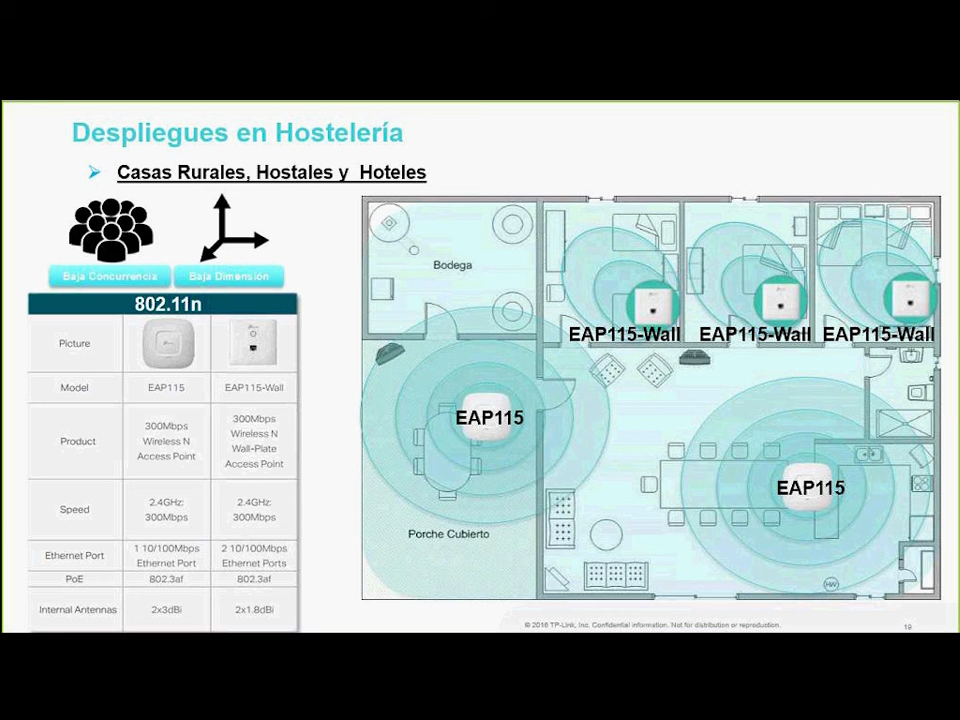 Despliegues en Hostelería
Casas Rurales, Hostales y Hoteles
Baja Concurrencia
Baja Dimensión
802.11n
Picture
Model
EAP115
EAP115-Wall
Product
300Mbps
Wireless N
Access Point
300Mbps
Wireless N
Wall-Plate
Access Point
Speed
2.4GHz:
300Mbps
2.4GHz:
300Mbps
Ethernet Port
1 10/100Mbps
Ethernet Port
2 10/100Mbps
Ethernet Ports
PoE
802.3af
802.3af
Internal Antennas
2x3dBi
2x1.8dBi
Bodega
EAP115-Wall
EAP115-Wall
EAP115-Wall
EAP115
EAP115
Porche Cubierto
HW
© 2016 TP-Link, Inc. Confidential information. Not for distribution or reproduction.
19